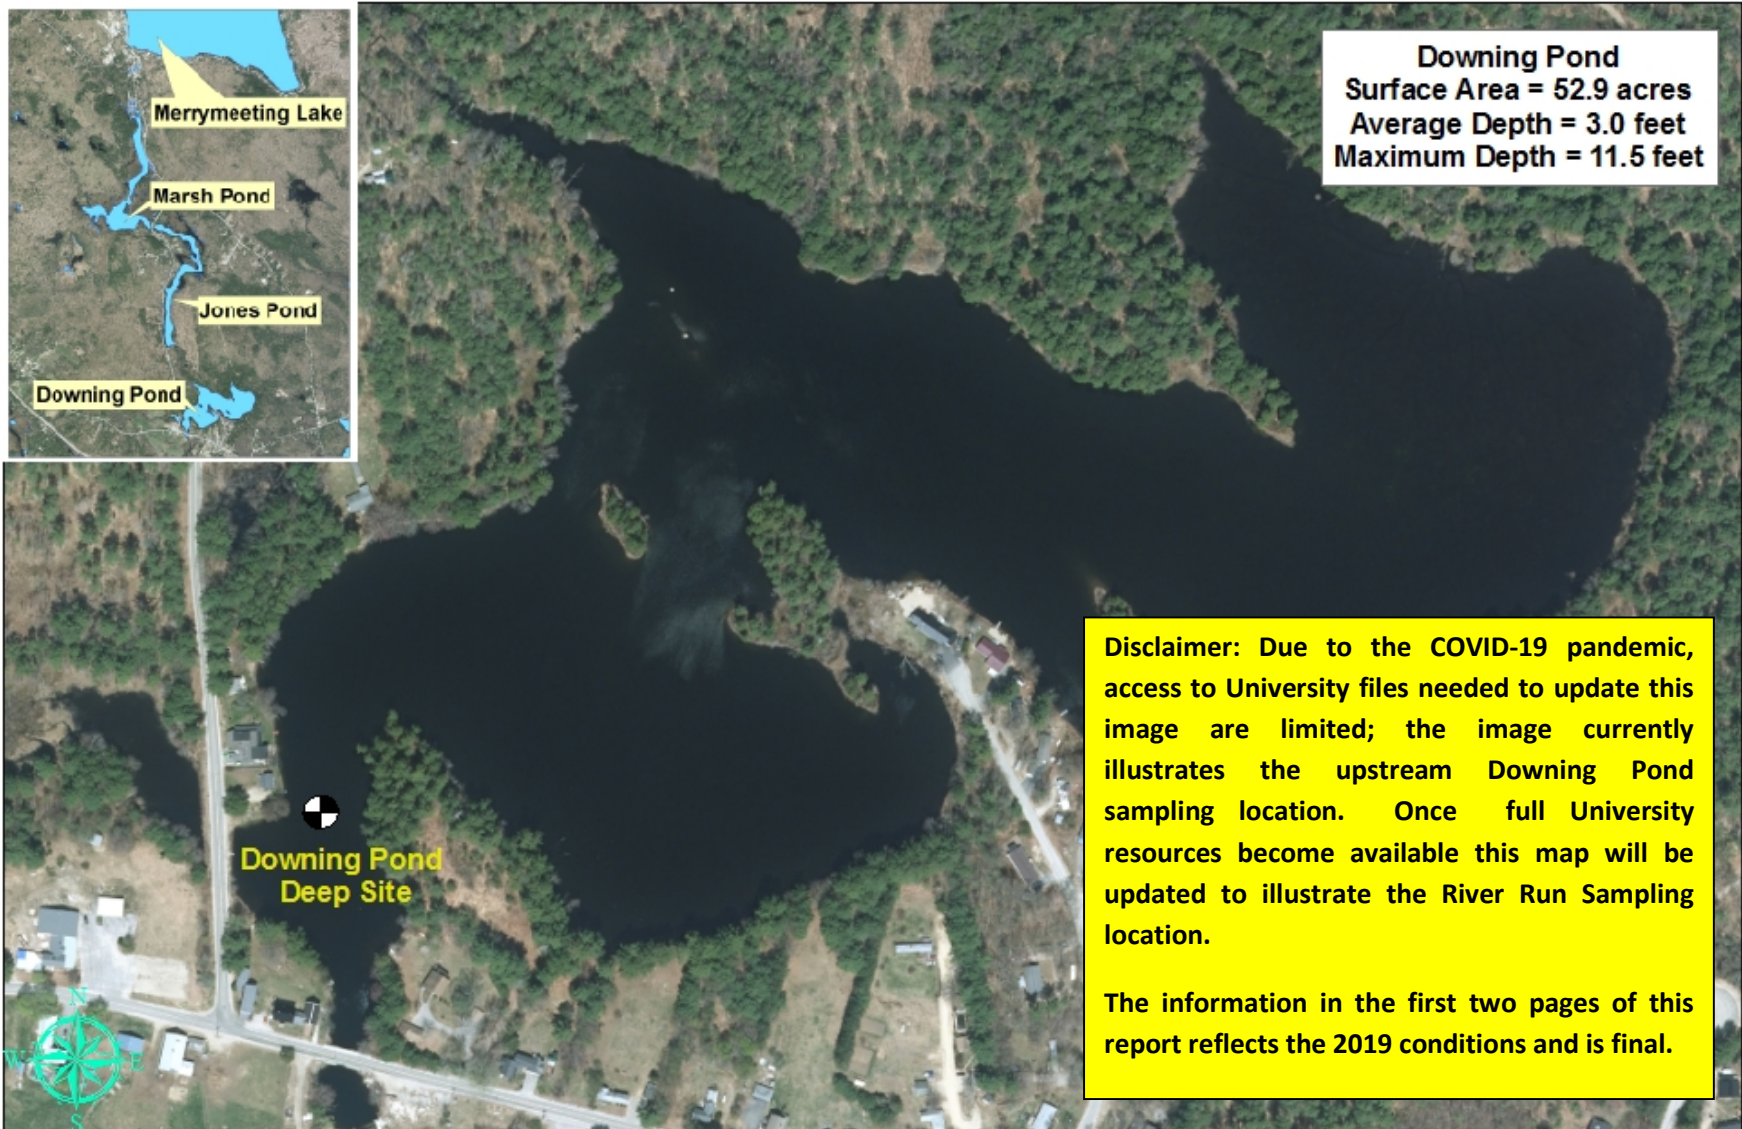 Merrymeeting Lake
Marsh Pond
Jones Pond
Downing Pond
Downing Pond
Surface Area = 52.9 acres
Average Depth = 3.0 feet
Maximum Depth = 11.5 feet
Downing Pond
Deep Site
Disclaimer: Due to the COVID-19 pandemic,
access to University files needed to update this
image are limited; the image currently
illustrates the upstream Downing Pond
sampling location. Once full University
resources become available this map will be
updated to illustrate the River Run Sampling
location.
The information in the first two pages of this
report reflects the 2019 conditions and is final.
N
W E
S